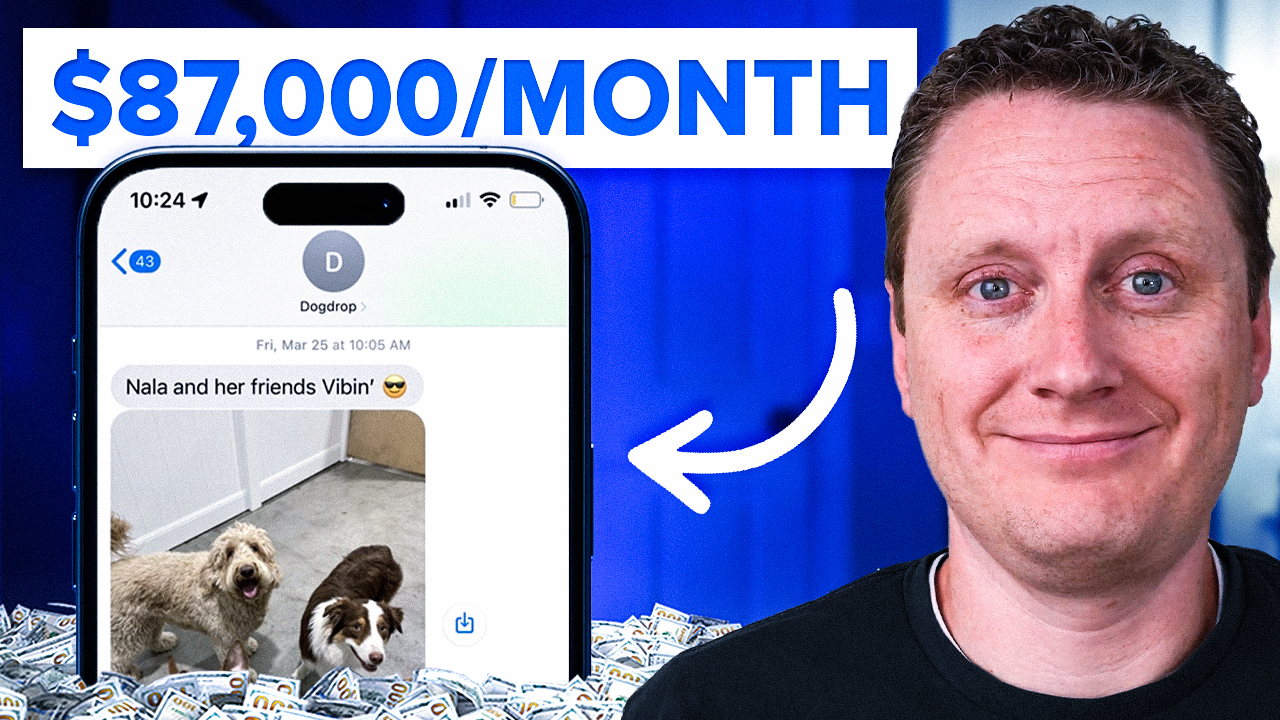 $87,000/MONTH
10:24
43
D
Dogdrop
Fri, Mar 25 at 10:05 AM
Nala and her friends Vibin’ 😎